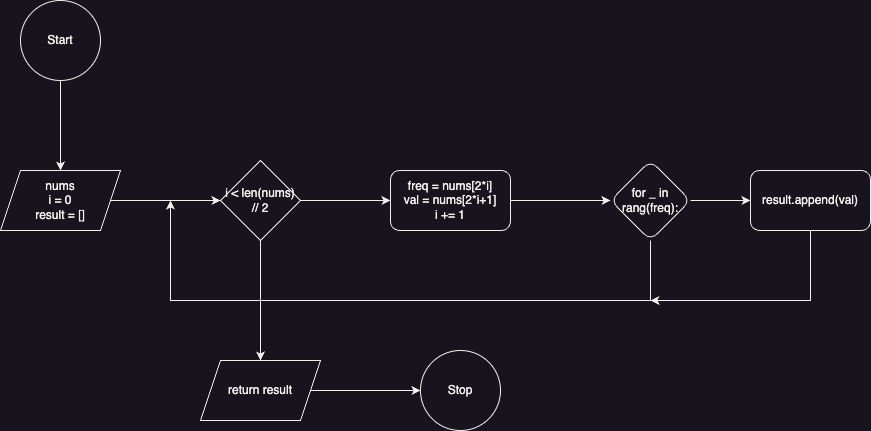 Start
nums
i = 0
result = []
i < len(nums)
// 2
freq = nums[2*i]
val = nums[2*i+1]
i += 1
for _ in
rang(freq):
result.append(val)
return result
Stop